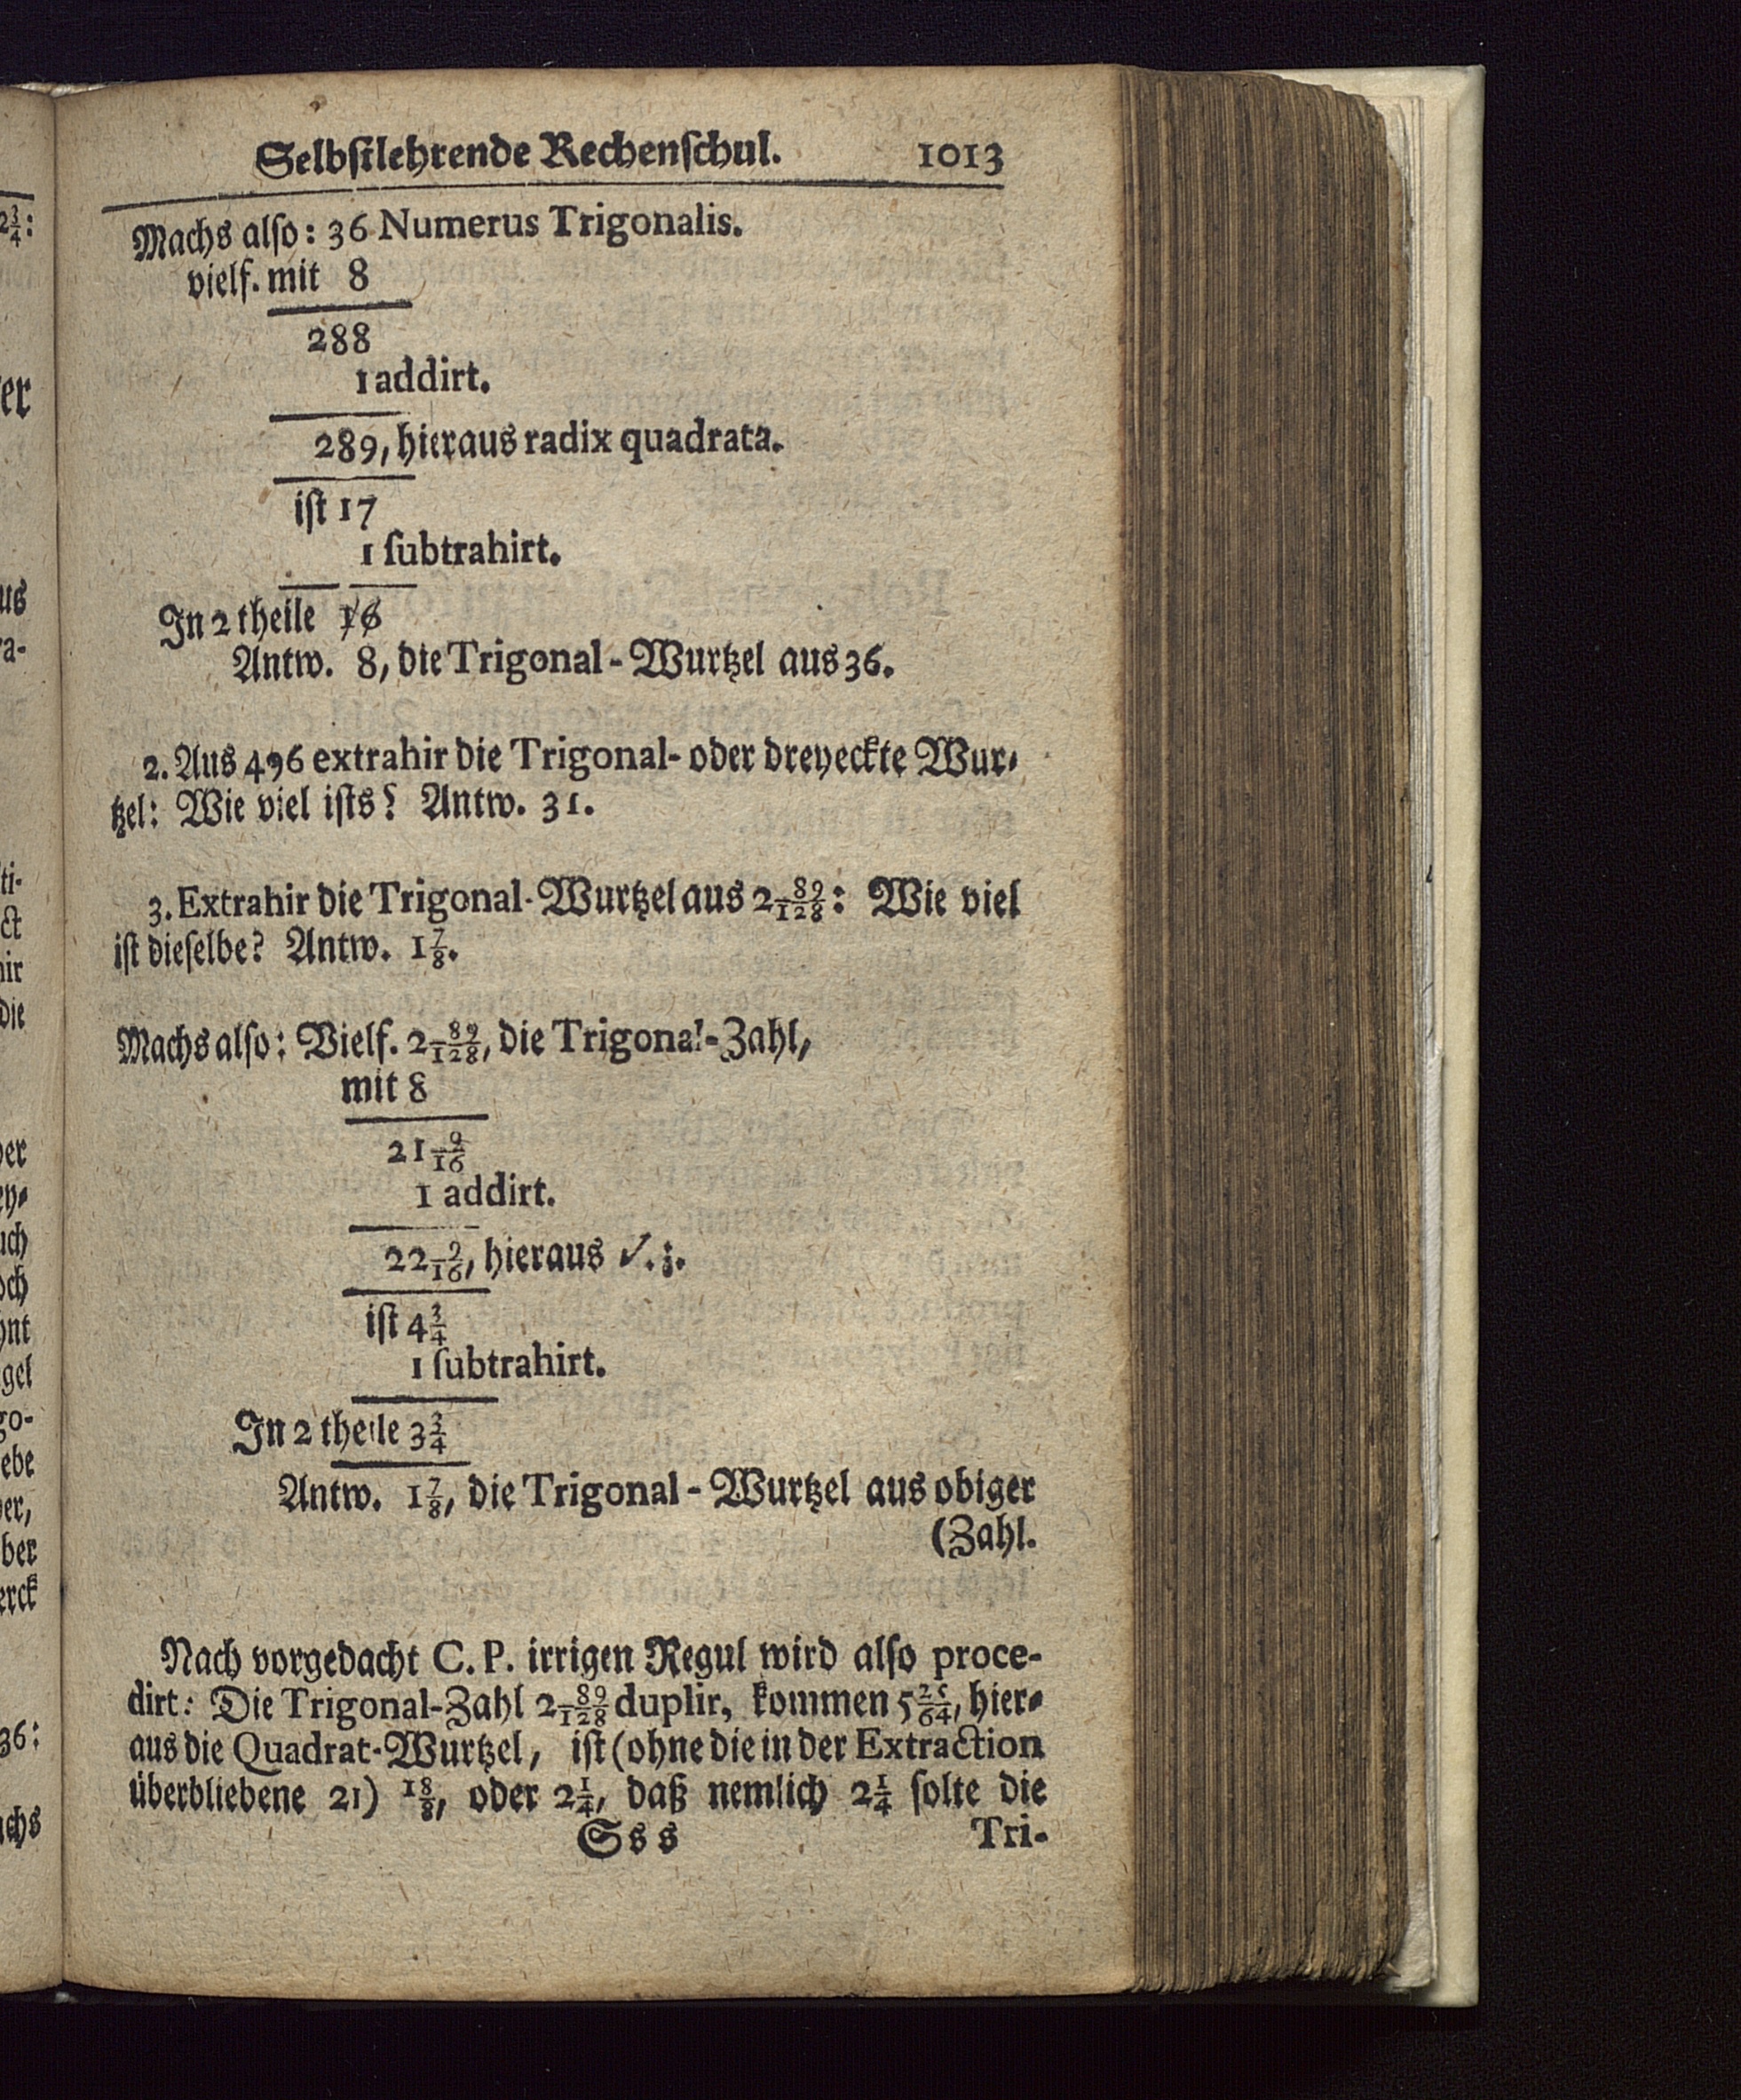 Selbſtlehrende Rechenſchul. 1013
Machs alſo: 36 Numerus Trigonalis.
vielf. mit 8
288
1 addirt.
289, hieraus radix quadrata.
iſt 17
1 ſubtrahirt.
In 2 theile 16
Antw. 8, die Trigonal-Wurtzel aus 36.
2. Aus 496 extrahir die Trigonal- oder dreyeckte Wur-
tzel: Wie viel iſts? Antw. 31.
3. Extrahir die Trigonal-Wurtzel aus 2 89/128: Wie viel
iſt dieſelbe? Antw. 1 7/8.
Machs alſo: Vielf. 2 89/128, die Trigonal-Zahl,
mit 8
21 9/16
1 addirt.
22 9/16, hieraus √.ʒ.
iſt 4 3/4
1 ſubtrahirt.
In 2 theile 3 3/4
Antw. 1 7/8, die Trigonal-Wurtzel aus obiger
(Zahl.
Nach vorgedacht C. P. irrigen Regul wird alſo proce-
dirt: Die Trigonal-Zahl 2 89/128 duplir, kommen 5 25/64, hier-
aus die Quadrat-Wurtzel, iſt (ohne die in der Extraction
überbliebene 21) 18/8, oder 2 1/4, daß nemlich 2 1/4 ſolte die
Sss Tri-